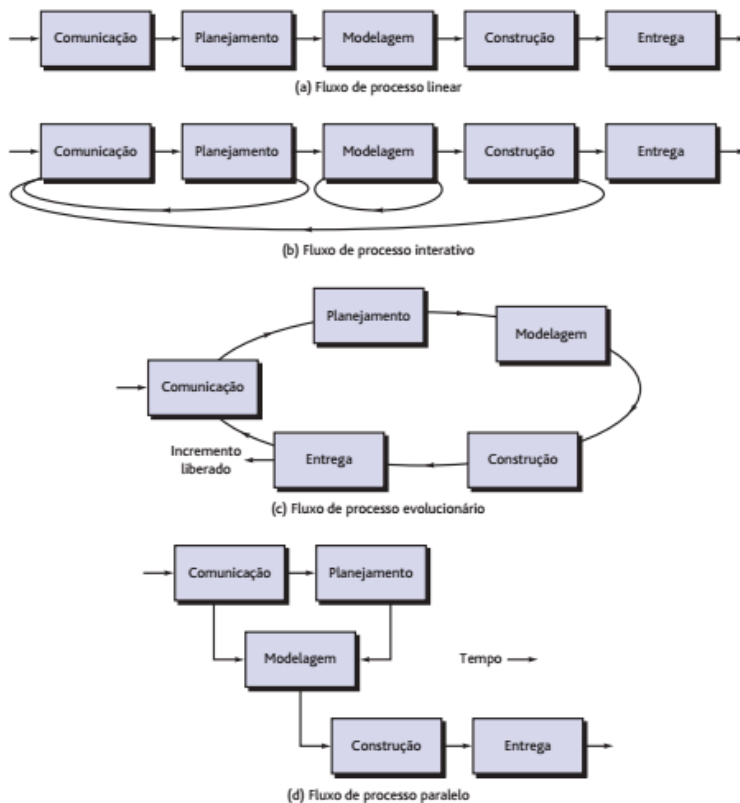 Comunicação Planejamento Modelagem Construção Entrega
(a) Fluxo de processo linear
Comunicação Planejamento Modelagem Construção Entrega
(b) Fluxo de processo interativo
Planejamento
Modelagem
Comunicação
Incremento
liberado
Entrega
Construção
(c) Fluxo de processo evolucionário
Comunicação Planejamento
Modelagem
Tempo
Construção Entrega
(d) Fluxo de processo paralelo